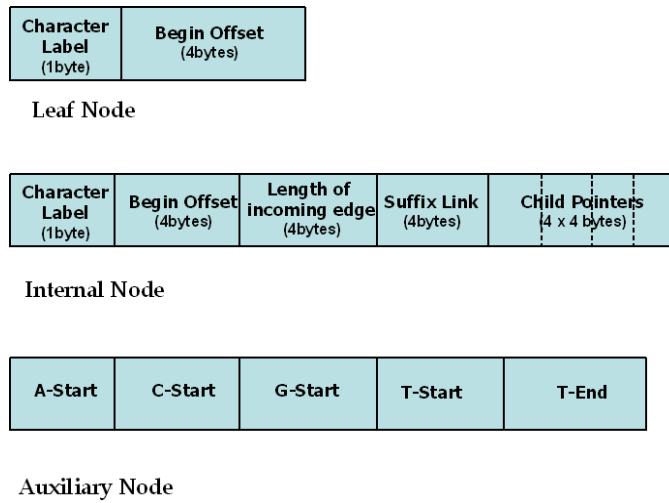 Character Label (1byte)
Begin Offset (4bytes)
Leaf Node
Character Label (1byte)
Begin Offset (4bytes)
Length of incoming edge (4bytes)
Suffix Link (4bytes)
Child Pointers (4 x 4 bytes)
Internal Node
A-Start
C-Start
G-Start
T-Start
T-End
Auxiliary Node